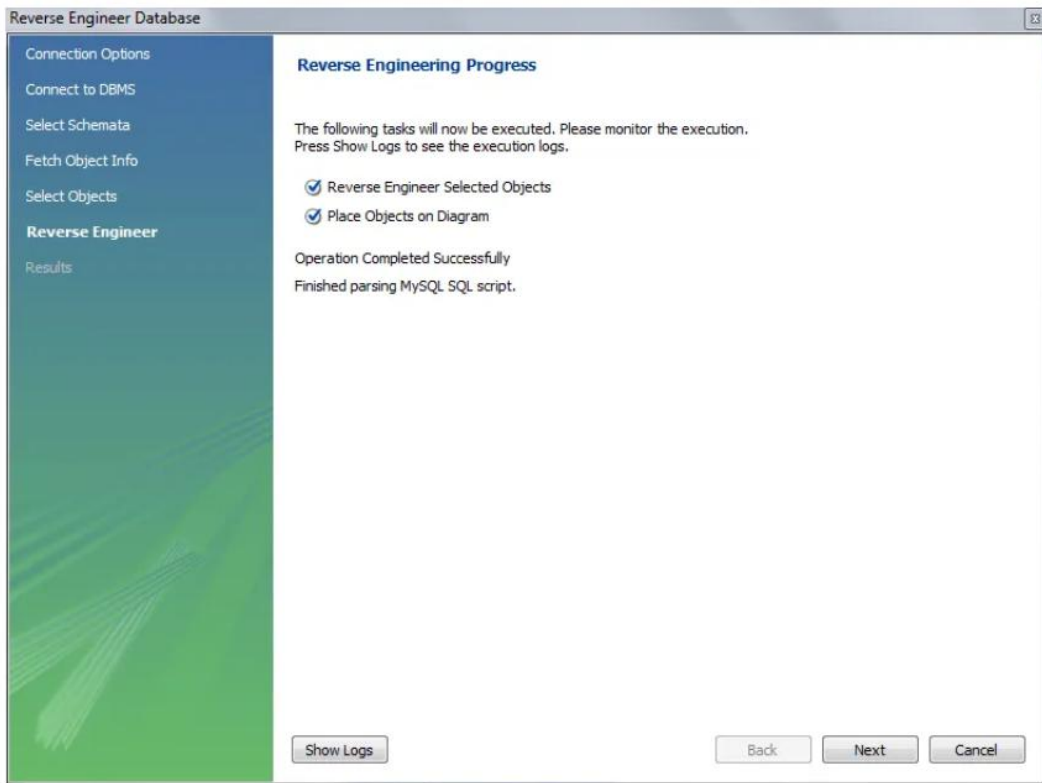 Reverse Engineer Database
Connection Options
Connect to DBMS
Select Schemata
Fetch Object Info
Select Objects
Reverse Engineer
Results
Reverse Engineering Progress
The following tasks will now be executed. Please monitor the execution.
Press Show Logs to see the execution logs.
Reverse Engineer Selected Objects
Place Objects on Diagram
Operation Completed Successfully
Finished parsing MySQL SQL script.
Show Logs
Back
Next
Cancel